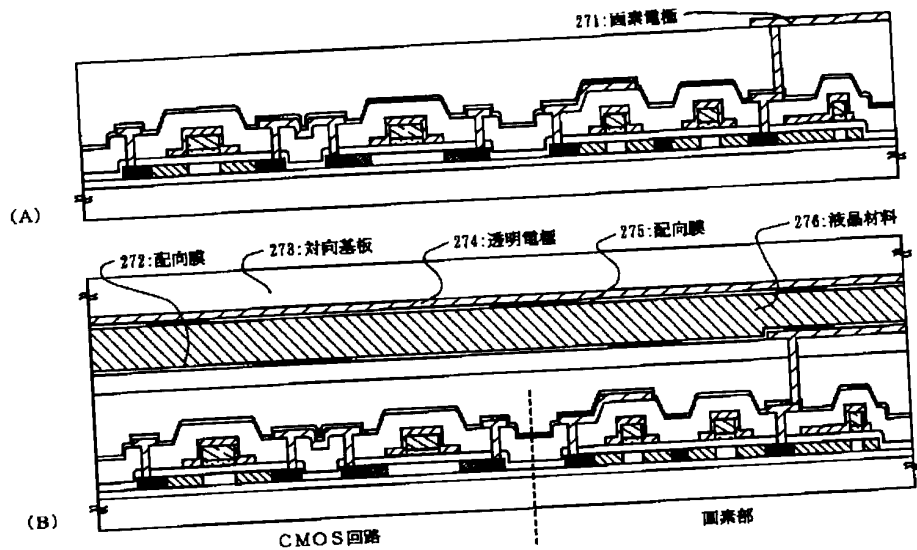 271:画素電極
(A)
272:配向膜
273:対向基板
274:透明電極
275:配向膜
276:液晶材料
(B)
CMOS回路
画素部